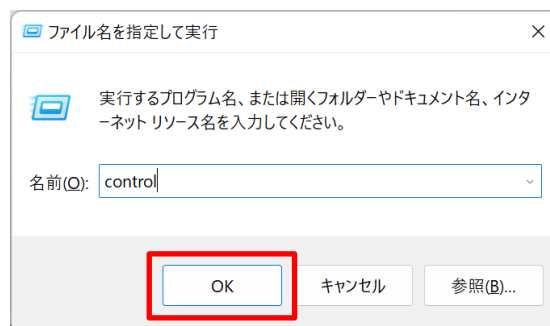 ファイル名を指定して実行
実行するプログラム名、または開くフォルダーやドキュメント名、インタ
ーネット リソース名を入力してください。
名前(O): control
OK キャンセル 参照(B)...